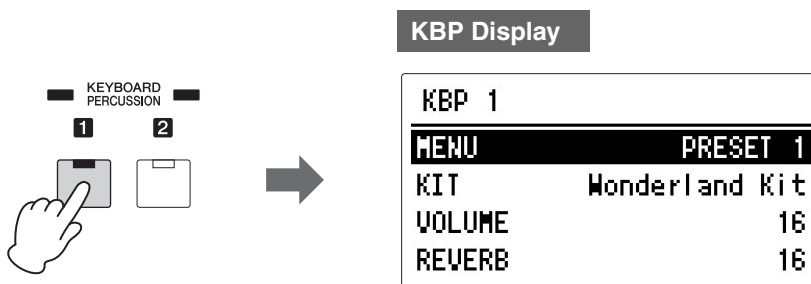 KBP Display
KEYBOARD
PERCUSSION
1 2
KBP 1
MENU PRESET 1
KIT Wonderland Kit
VOLUME 16
REVERB 16